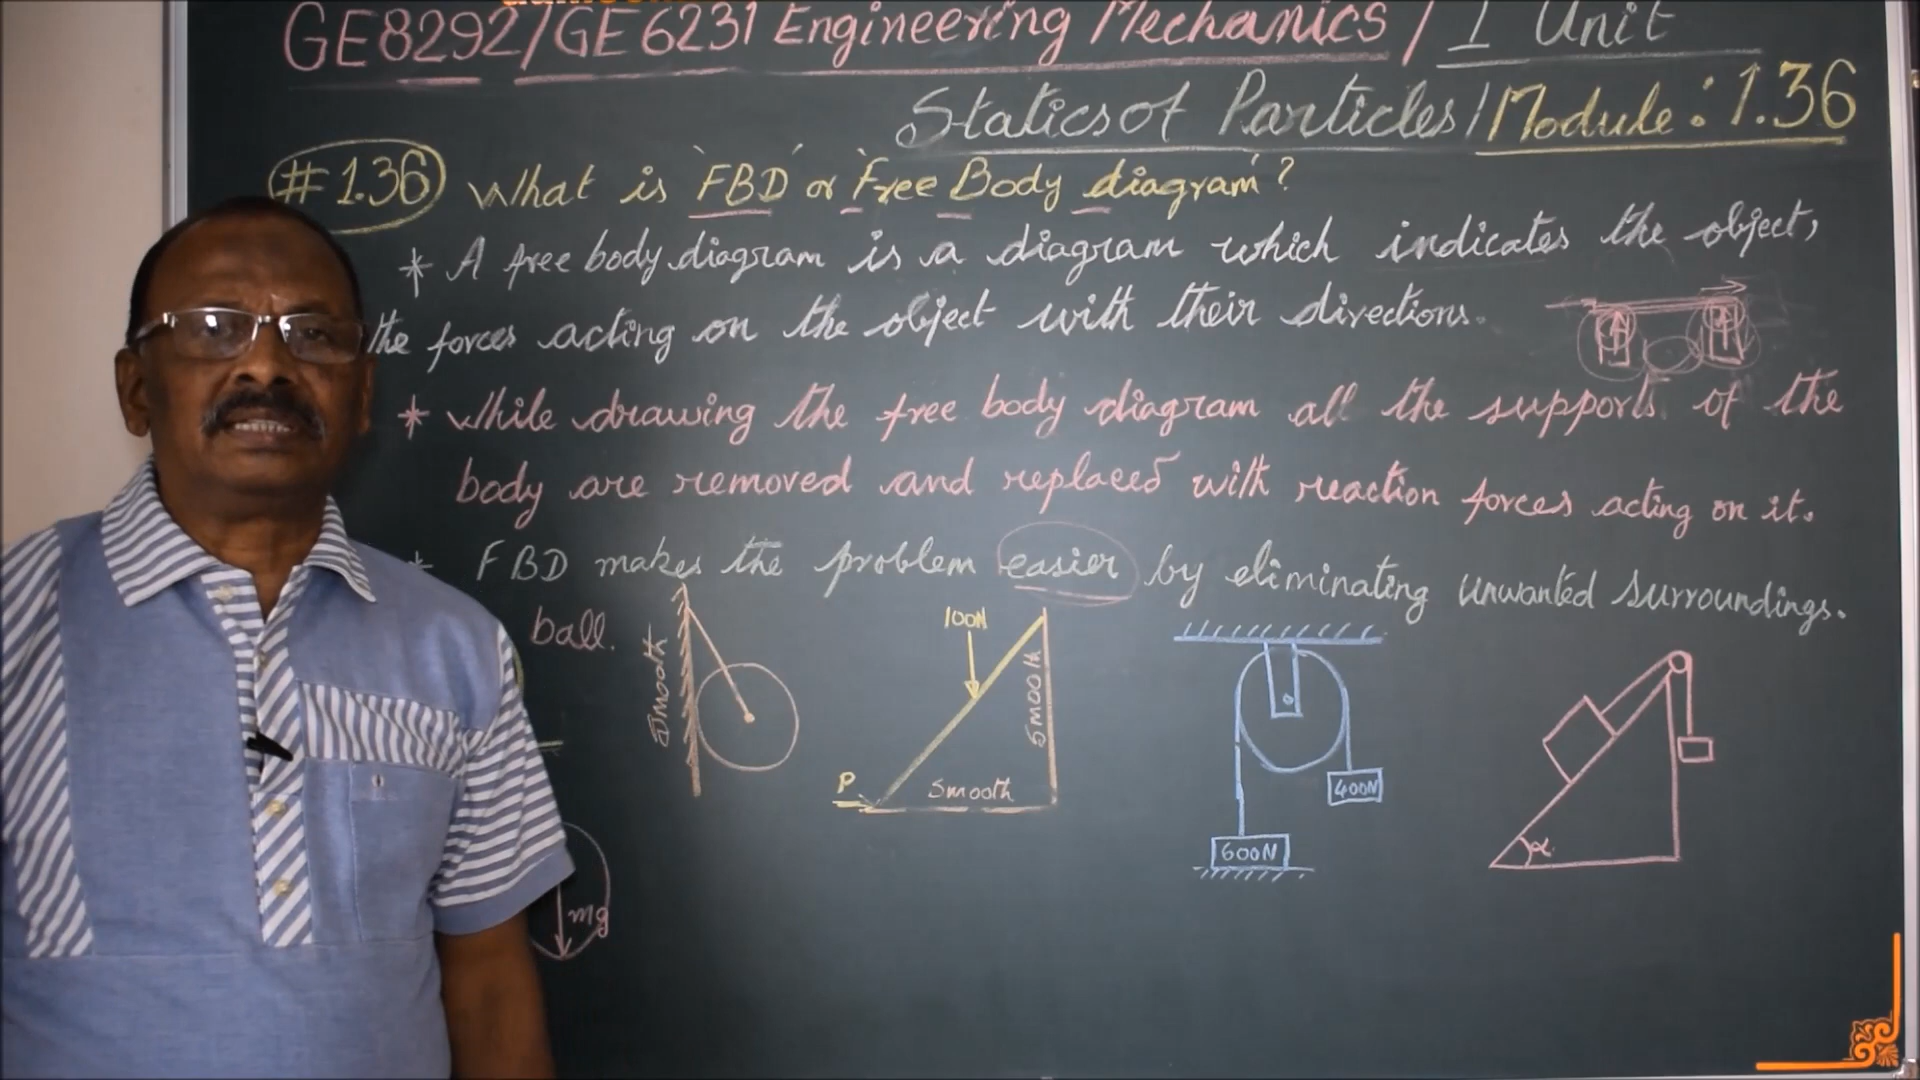 GE8292/GE6231 Engineering Mechanics / I Unit
Statics of Particles / Module: 1.36
#1.36 What is 'FBD' or 'Free Body diagram'?
* A free body diagram is a diagram which indicates the object,
the forces acting on the object with their directions.
* While drawing the free body diagram all the supports of the
body are removed and replaced with reaction forces acting on it.
* FBD makes the problem easier by eliminating unwanted surroundings.
ball.
Smooth
100N
Smooth
P
Smooth
400N
600N
α
mg